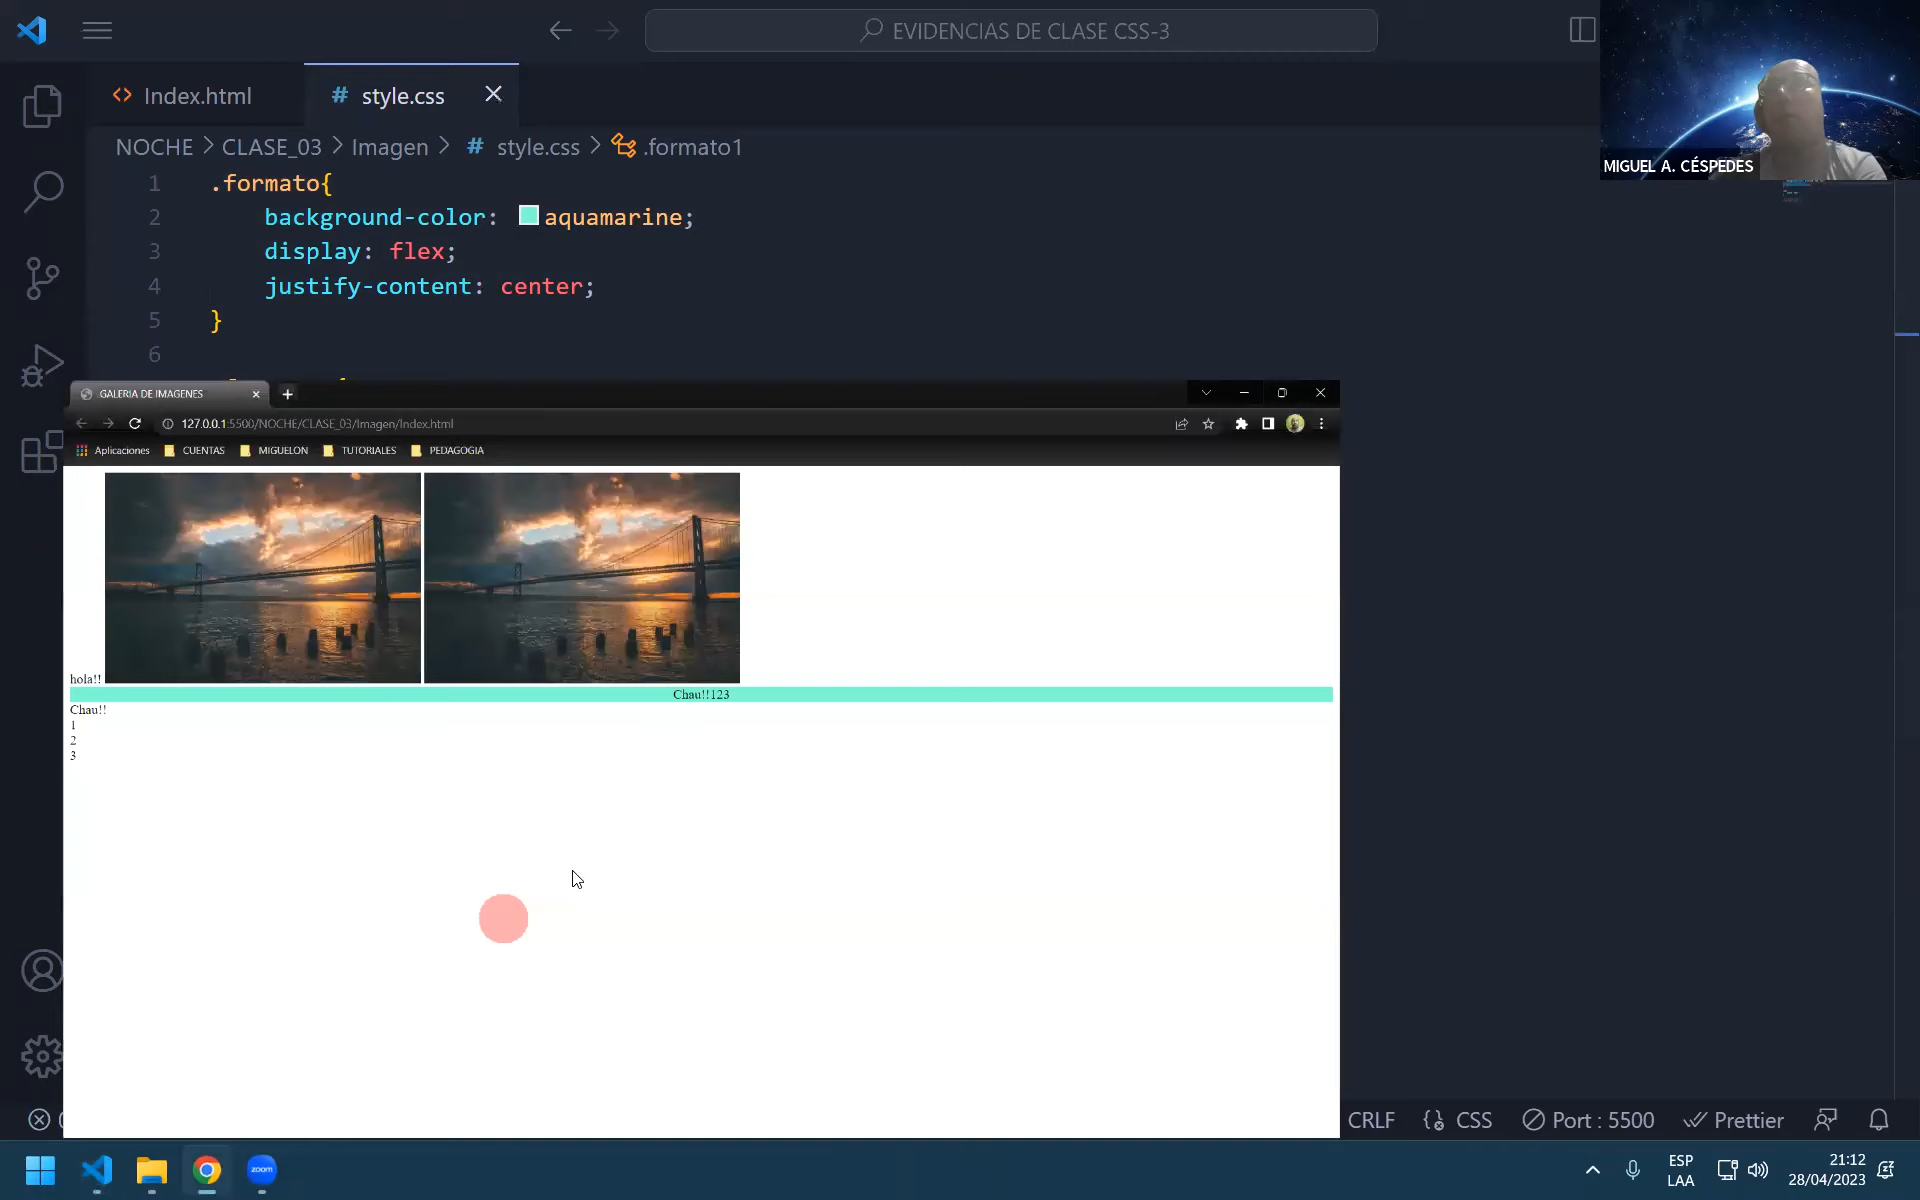 EVIDENCIAS DE CLASE CSS-3
Index.html
# style.css
NOCHE > CLASE_03 > Imagen > # style.css > .formato1
MIGUEL A. CÉSPEDES
1 .formato{
2 background-color: aquamarine;
3 display: flex;
4 justify-content: center;
5 }
6
GALERIA DE IMAGENES
127.0.0.1:5500/NOCHE/CLASE_03/Imagen/Index.html
Aplicaciones CUENTAS MIGUELON TUTORIALES PEDAGOGIA
hola!!
Chau!!123
Chau!!
1
2
3
CRLF {} CSS Port : 5500 Prettier
zoom
ESP
LAA
21:12
28/04/2023